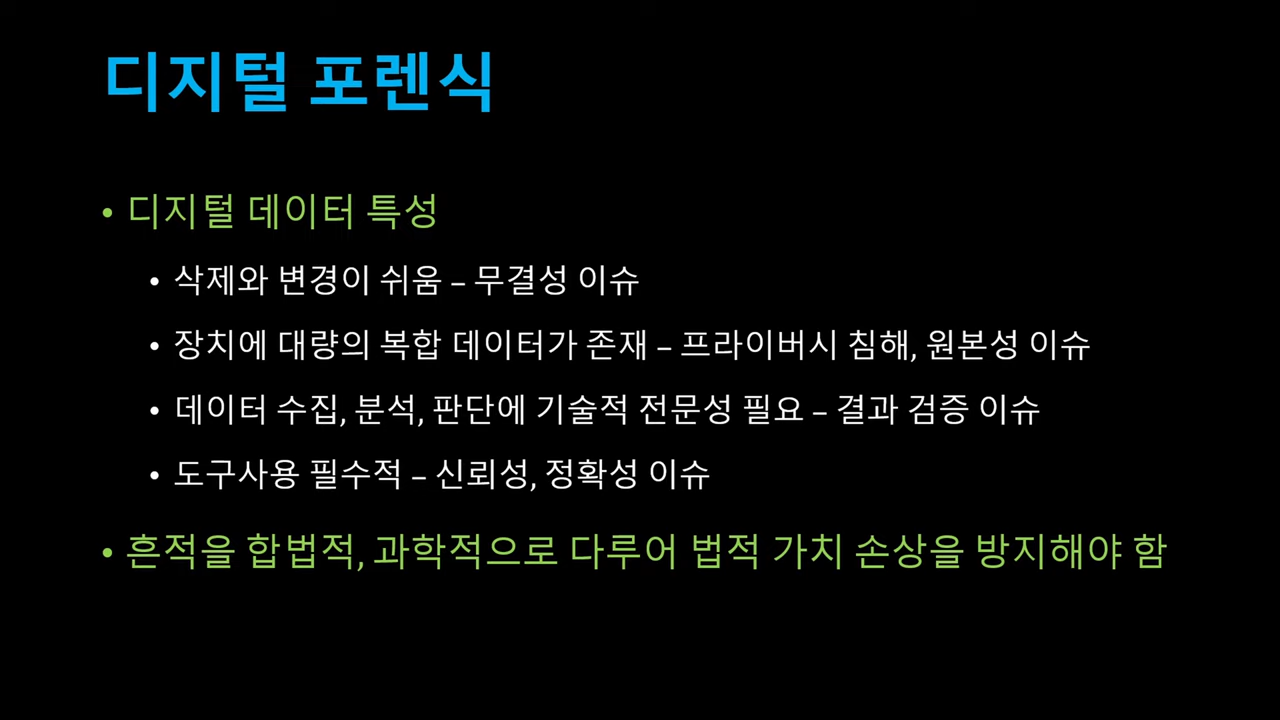 디지털 포렌식
• 디지털 데이터 특성
• 삭제와 변경이 쉬움 – 무결성 이슈
• 장치에 대량의 복합 데이터가 존재 – 프라이버시 침해, 원본성 이슈
• 데이터 수집, 분석, 판단에 기술적 전문성 필요 – 결과 검증 이슈
• 도구사용 필수적 – 신뢰성, 정확성 이슈
• 흔적을 합법적, 과학적으로 다루어 법적 가치 손상을 방지해야 함